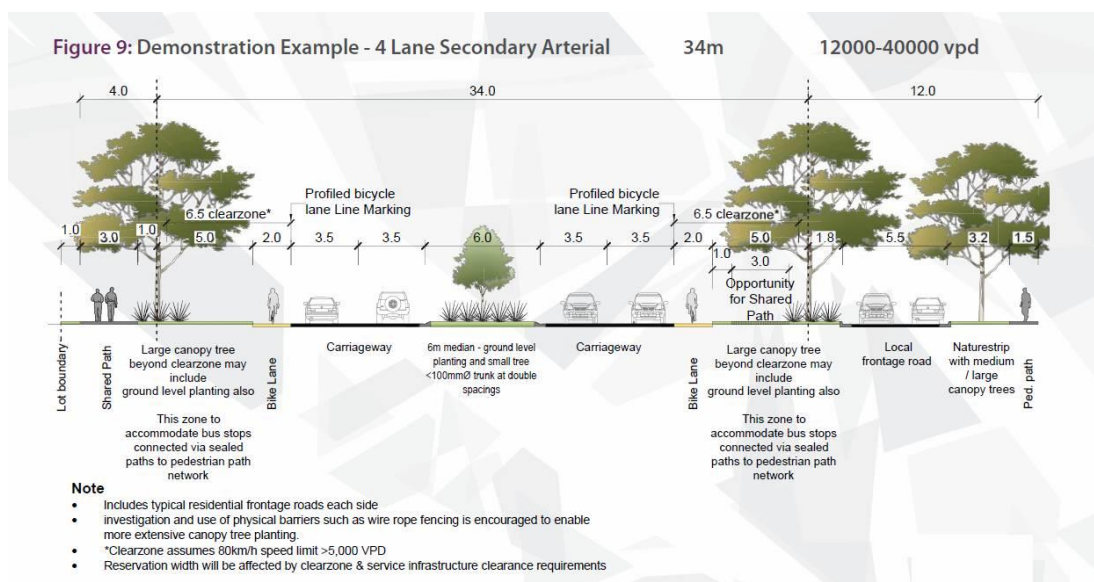 Figure 9: Demonstration Example - 4 Lane Secondary Arterial 34m 12000-40000 vpd
4.0 34.0 12.0
Profiled bicycle
lane Line Marking
Profiled bicycle
lane Line Marking
6.5 clearzone*
6.5 clearzone*
1.0 3.0 1.0 5.0 2.0 3.5 3.5 6.0 3.5 3.5 2.0 5.0 1.8 5.5 3.2 1.5
1.0 3.0
Opportunity
for Shared
Path
Lot boundary
Shared Path
Large canopy tree
beyond clearzone may
include
ground level planting also
This zone to
accommodate bus stops
connected via sealed
paths to pedestrian path
network
Bike Lane
Carriageway
6m median - ground level
planting and small tree
<100mmØ trunk at double
spacings
Carriageway
Bike Lane
Large canopy tree
beyond clearzone may
include
ground level planting also
This zone to
accommodate bus stops
connected via sealed
paths to pedestrian path
network
Local
frontage road
Naturestrip
with medium
/ large
canopy trees
Ped. path
Note
• Includes typical residential frontage roads each side
• investigation and use of physical barriers such as wire rope fencing is encouraged to enable
more extensive canopy tree planting.
• *Clearzone assumes 80km/h speed limit >5,000 VPD
• Reservation width will be affected by clearzone & service infrastructure clearance requirements